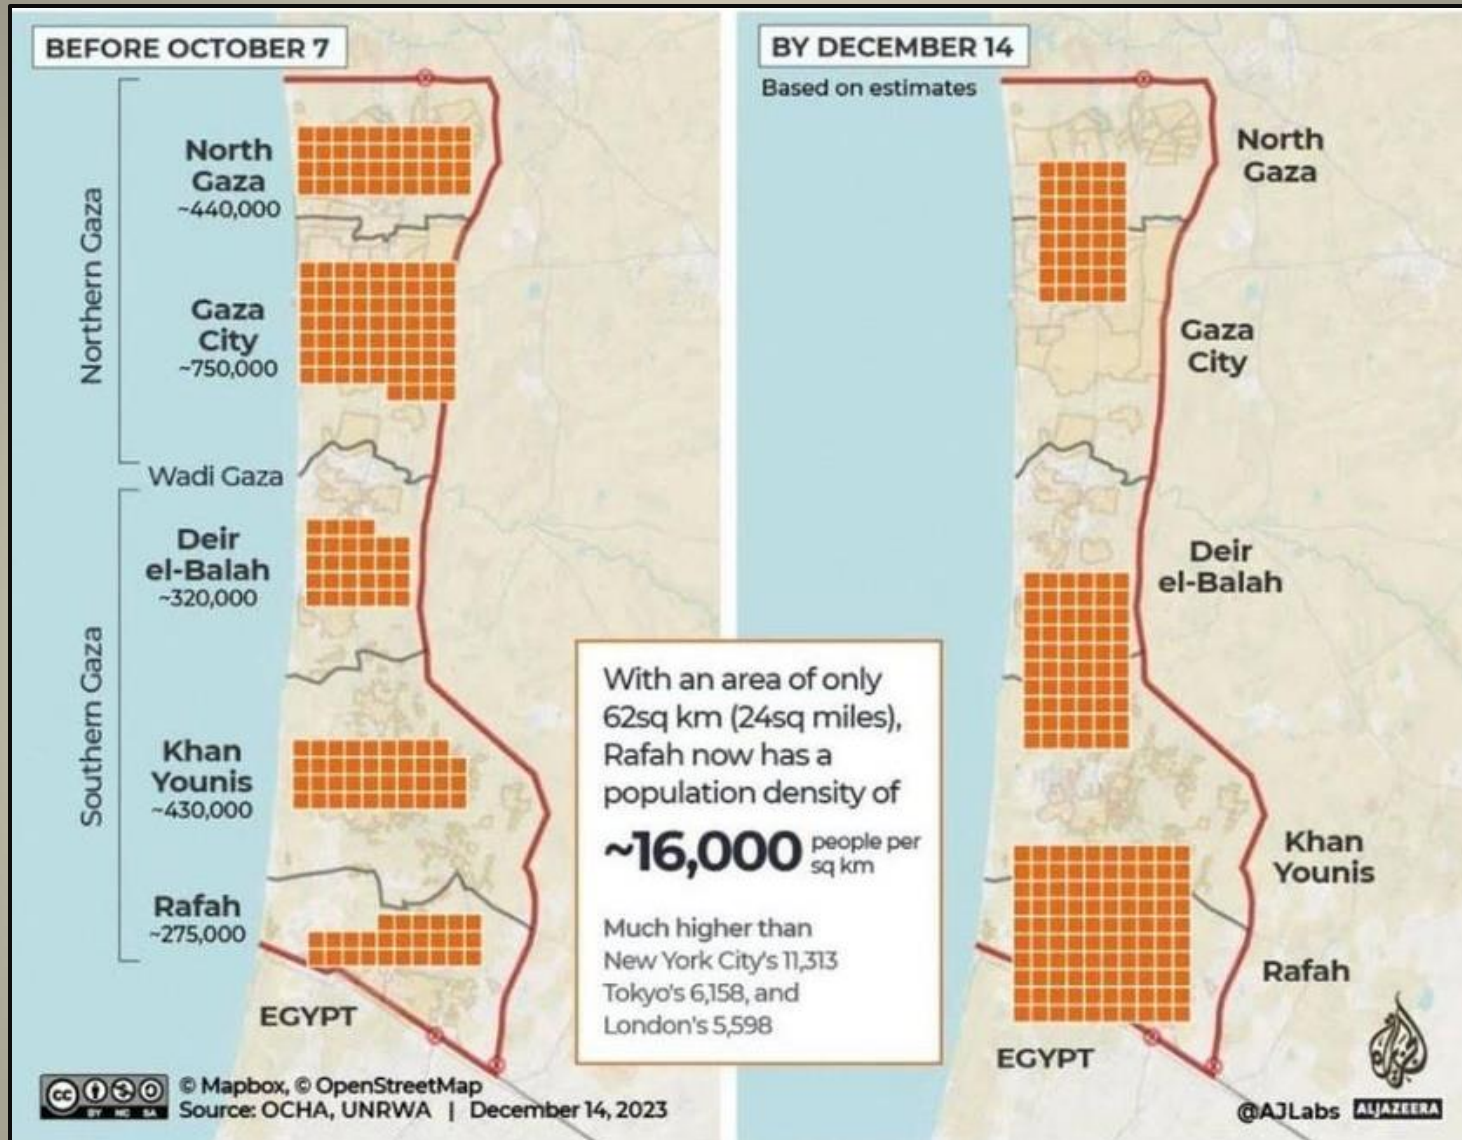 BEFORE OCTOBER 7
Northern Gaza
North
Gaza
~440,000
Gaza
City
~750,000
Wadi Gaza
Southern Gaza
Deir
el-Balah
~320,000
Khan
Younis
~430,000
Rafah
~275,000
EGYPT
BY DECEMBER 14
Based on estimates
North
Gaza
Gaza
City
Deir
el-Balah
Khan
Younis
Rafah
EGYPT
With an area of only
62sq km (24sq miles),
Rafah now has a
population density of
~16,000 people per
sq km
Much higher than
New York City's 11,313
Tokyo's 6,158, and
London's 5,598
cc BY NC SA
© Mapbox, © OpenStreetMap
Source: OCHA, UNRWA | December 14, 2023
@AJLabs ALJAZEERA